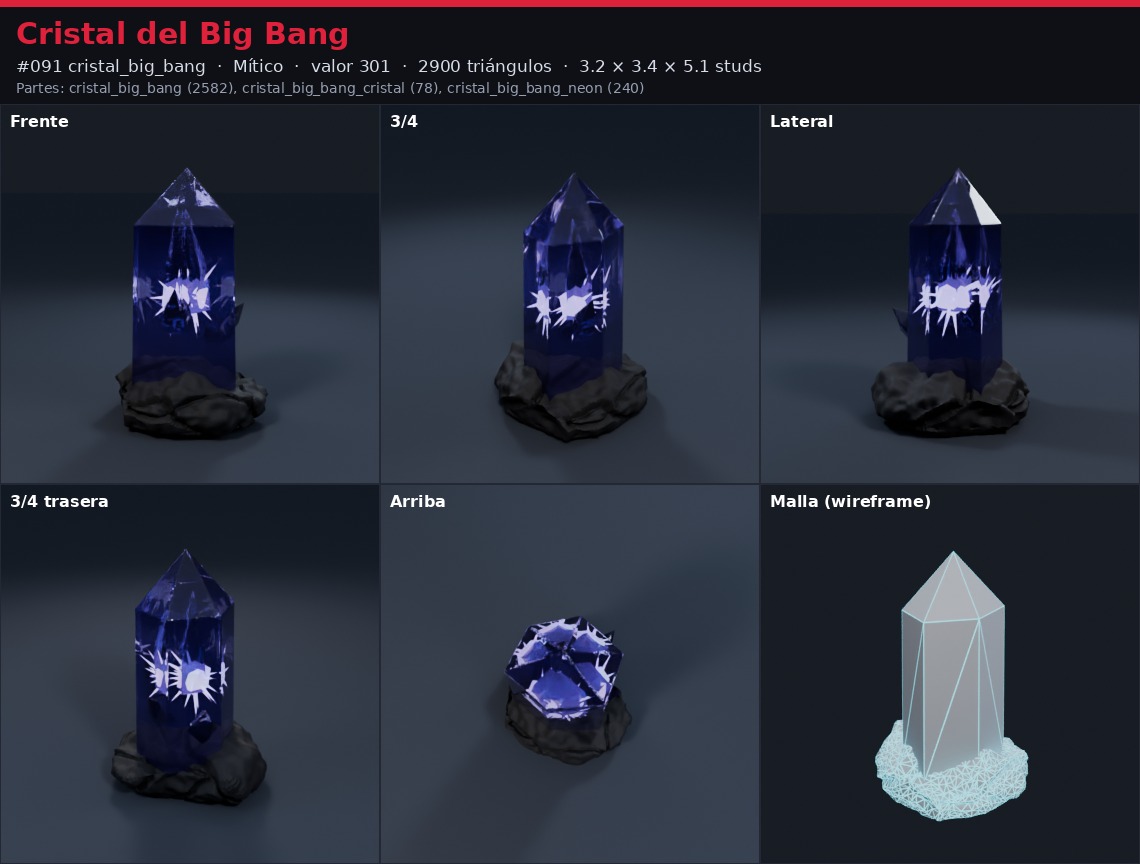 Cristal del Big Bang
#091 cristal_big_bang · Mítico · valor 301 · 2900 triángulos · 3.2 × 3.4 × 5.1 studs
Partes: cristal_big_bang (2582), cristal_big_bang_cristal (78), cristal_big_bang_neon (240)
Frente
3/4
Lateral
3/4 trasera
Arriba
Malla (wireframe)